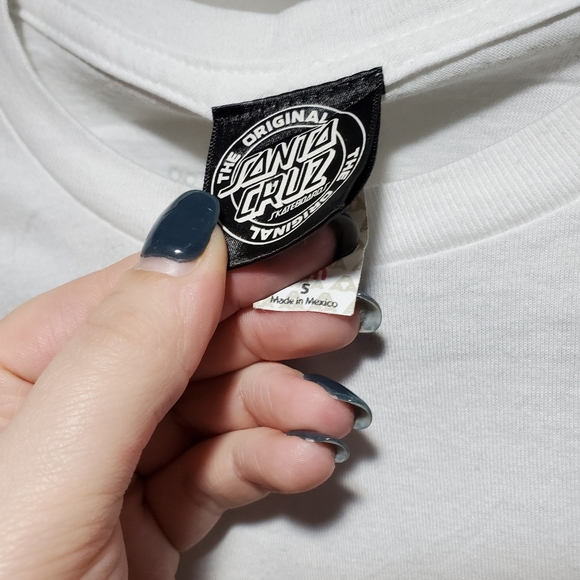 THE ORIGINAL
SANTA
CRUZ
SKATEBOARDS
THE ORIGINAL
S
Made in Mexico